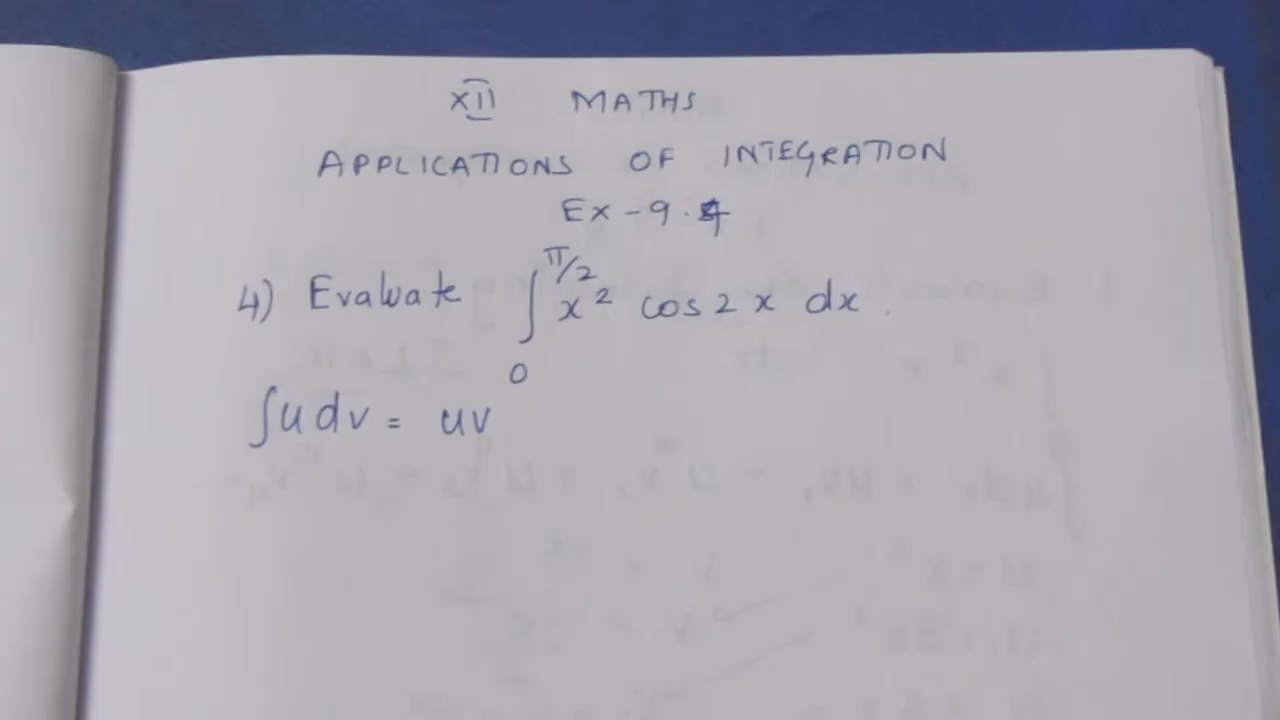 XII MATHS
APPLICATIONS OF INTEGRATION
Ex - 9.4
4) Evaluate ∫₀^{π/2} x² cos 2x dx.
∫u dv = uv